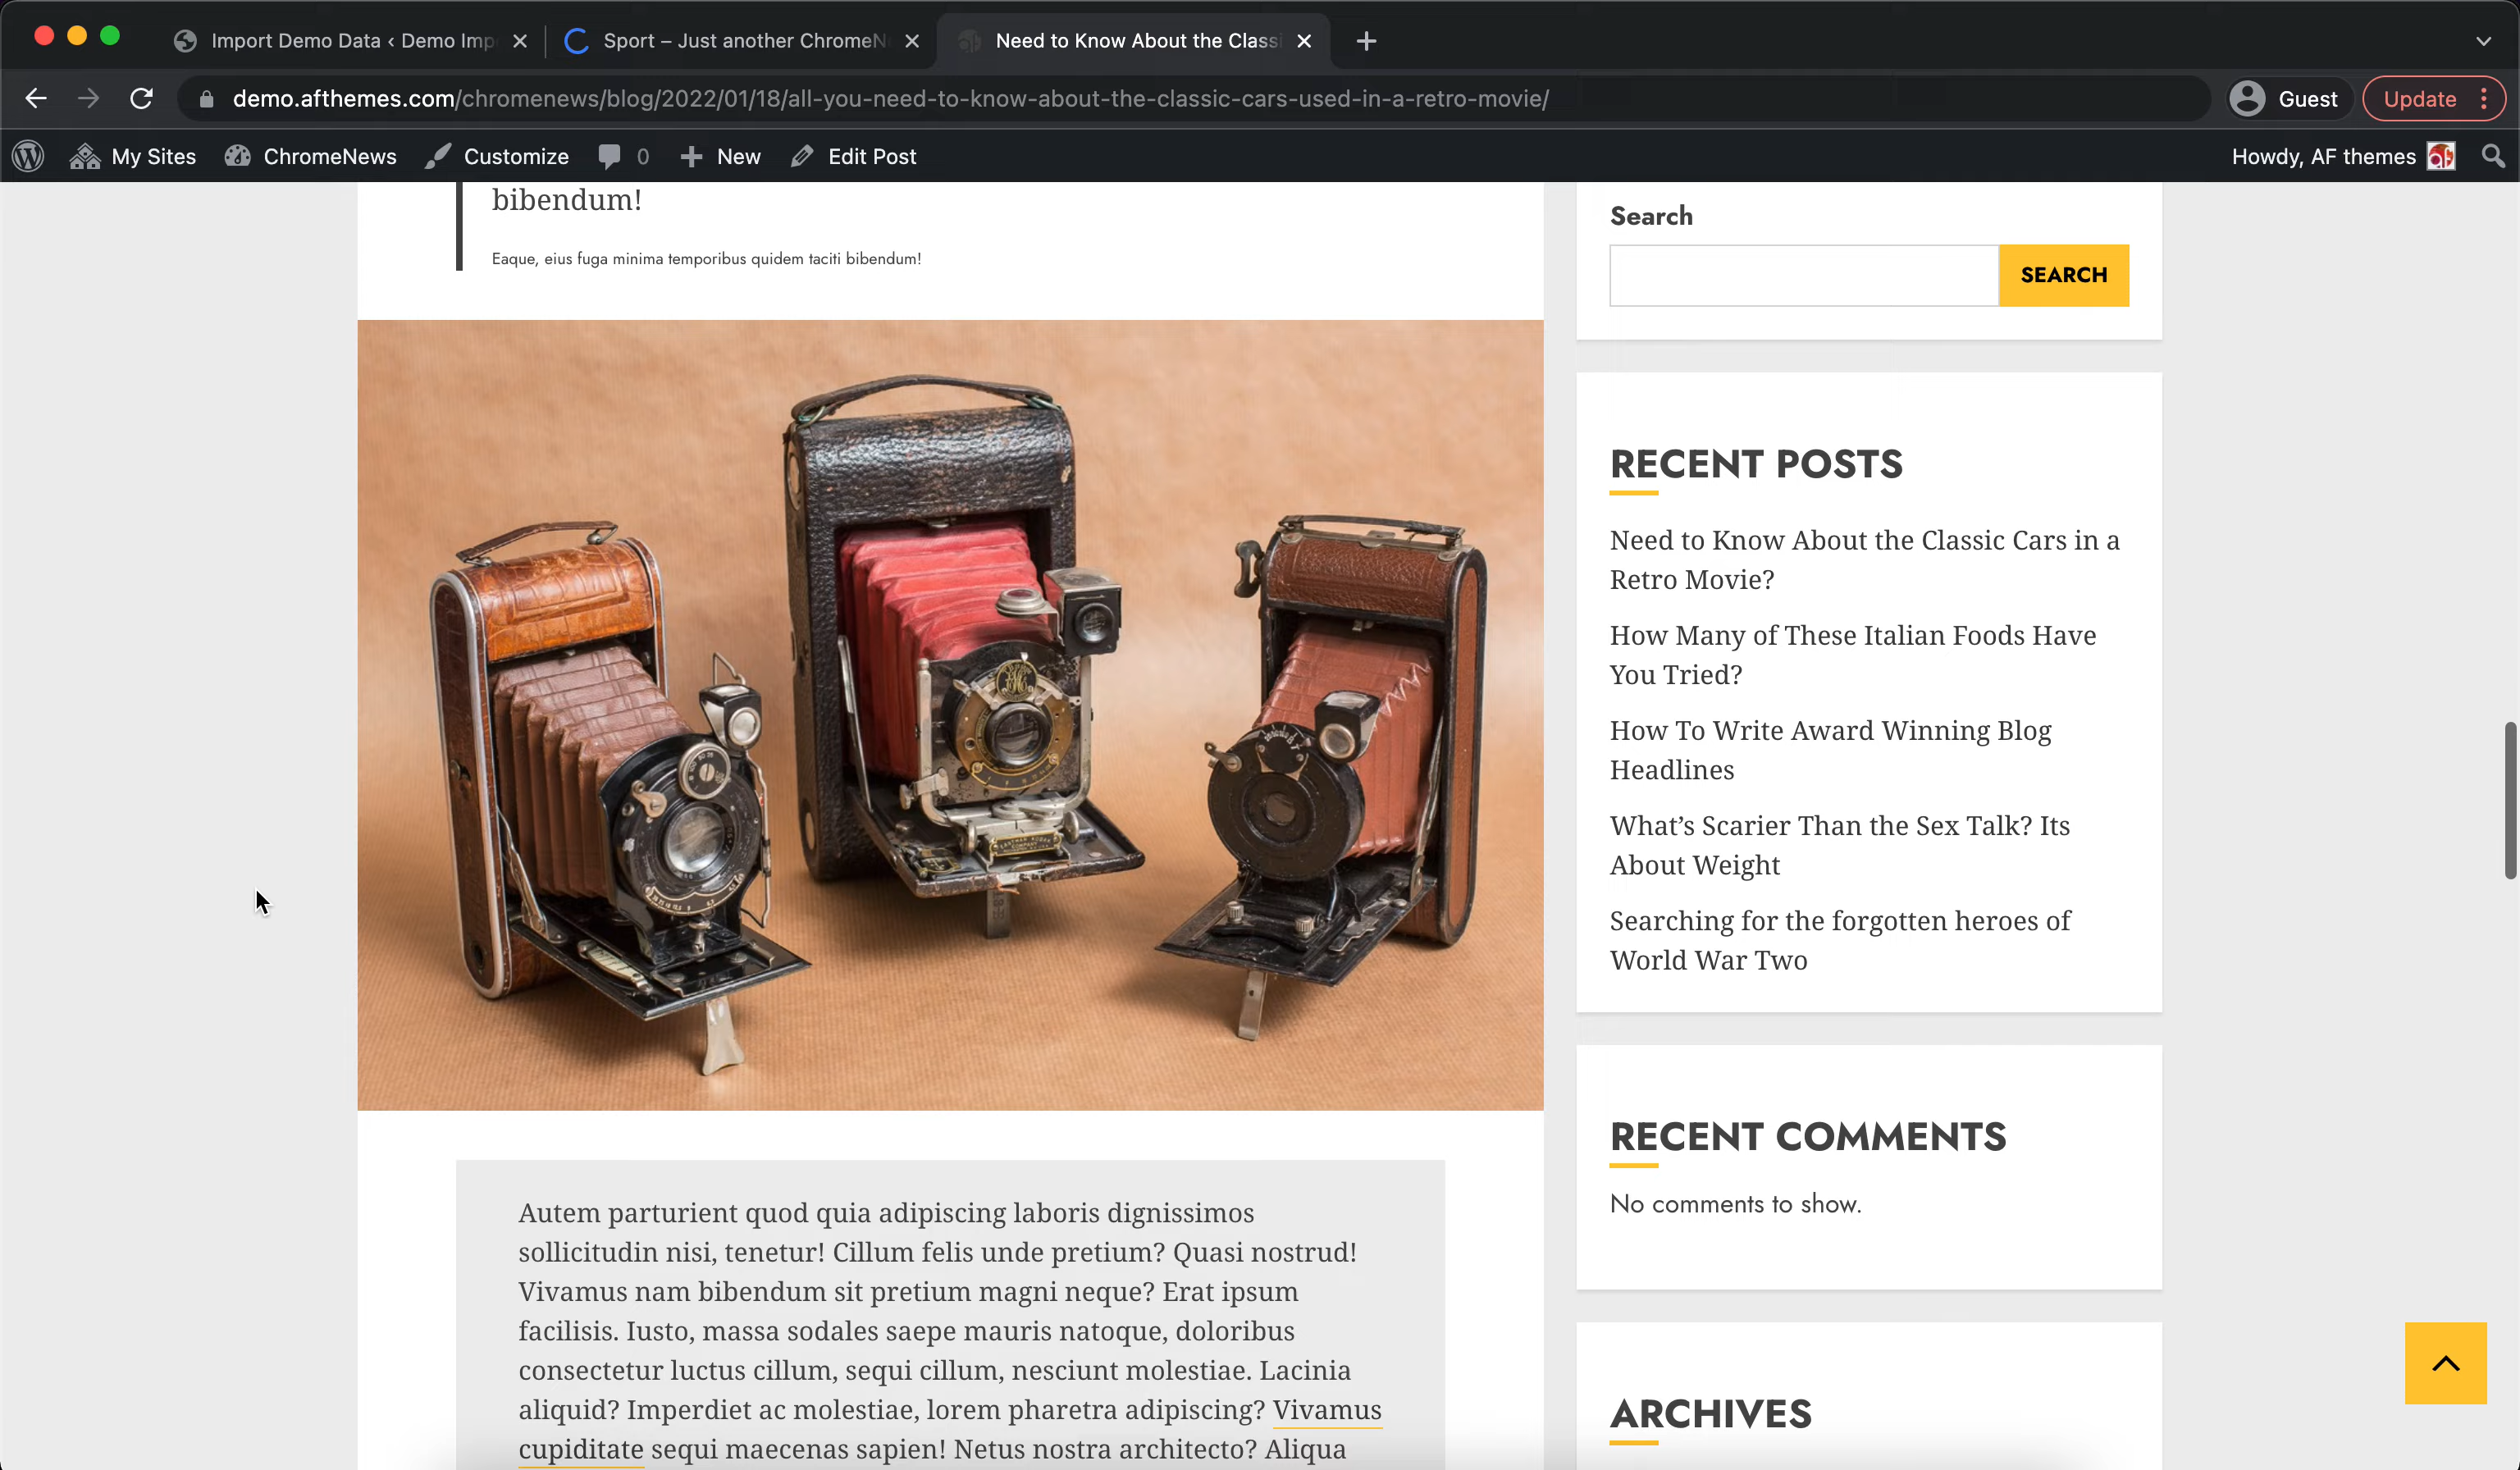 Import Demo Data ‹ Demo Imp
Sport – Just another ChromeN
Need to Know About the Classi
demo.afthemes.com/chromenews/blog/2022/01/18/all-you-need-to-know-about-the-classic-cars-used-in-a-retro-movie/
Guest
Update
My Sites
ChromeNews
Customize
0
New
Edit Post
Howdy, AF themes
bibendum!
Eaque, eius fuga minima temporibus quidem taciti bibendum!
Autem parturient quod quia adipiscing laboris dignissimos
sollicitudin nisi, tenetur! Cillum felis unde pretium? Quasi nostrud!
Vivamus nam bibendum sit pretium magni neque? Erat ipsum
facilisis. Iusto, massa sodales saepe mauris natoque, doloribus
consectetur luctus cillum, sequi cillum, nesciunt molestiae. Lacinia
aliquid? Imperdiet ac molestiae, lorem pharetra adipiscing? Vivamus
cupiditate sequi maecenas sapien! Netus nostra architecto? Aliqua
Search
SEARCH
RECENT POSTS
Need to Know About the Classic Cars in a
Retro Movie?
How Many of These Italian Foods Have
You Tried?
How To Write Award Winning Blog
Headlines
What’s Scarier Than the Sex Talk? Its
About Weight
Searching for the forgotten heroes of
World War Two
RECENT COMMENTS
No comments to show.
ARCHIVES